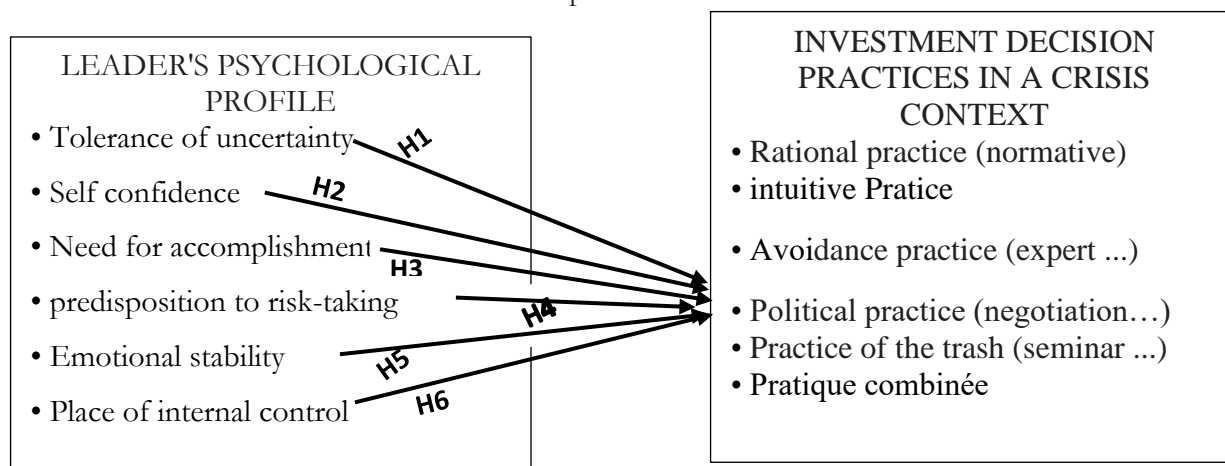 LEADER'S PSYCHOLOGICAL
PROFILE
• Tolerance of uncertainty
• Self confidence
• Need for accomplishment
• predisposition to risk-taking
• Emotional stability
• Place of internal control
H1
H2
H3
H4
H5
H6
INVESTMENT DECISION
PRACTICES IN A CRISIS
CONTEXT
• Rational practice (normative)
• intuitive Pratice
• Avoidance practice (expert ...)
• Political practice (negotiation…)
• Practice of the trash (seminar ...)
• Pratique combinée